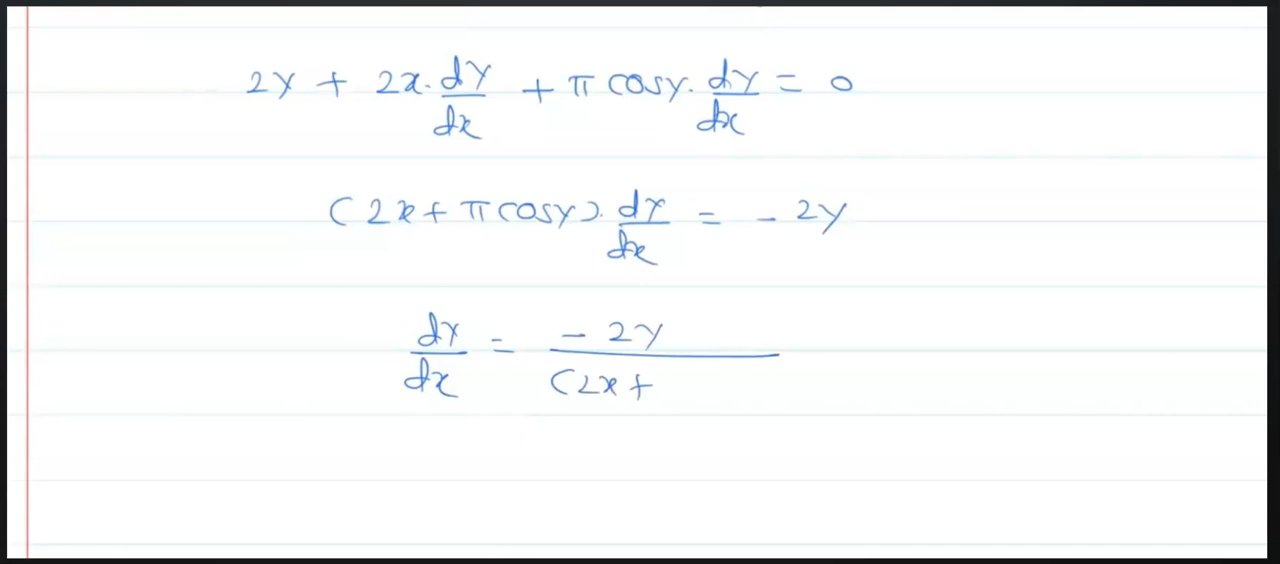 2y + 2x. dy/dx + π cosy. dy/dx = 0
(2x + π cosy). dy/dx = - 2y
dy/dx = - 2y / (2x +